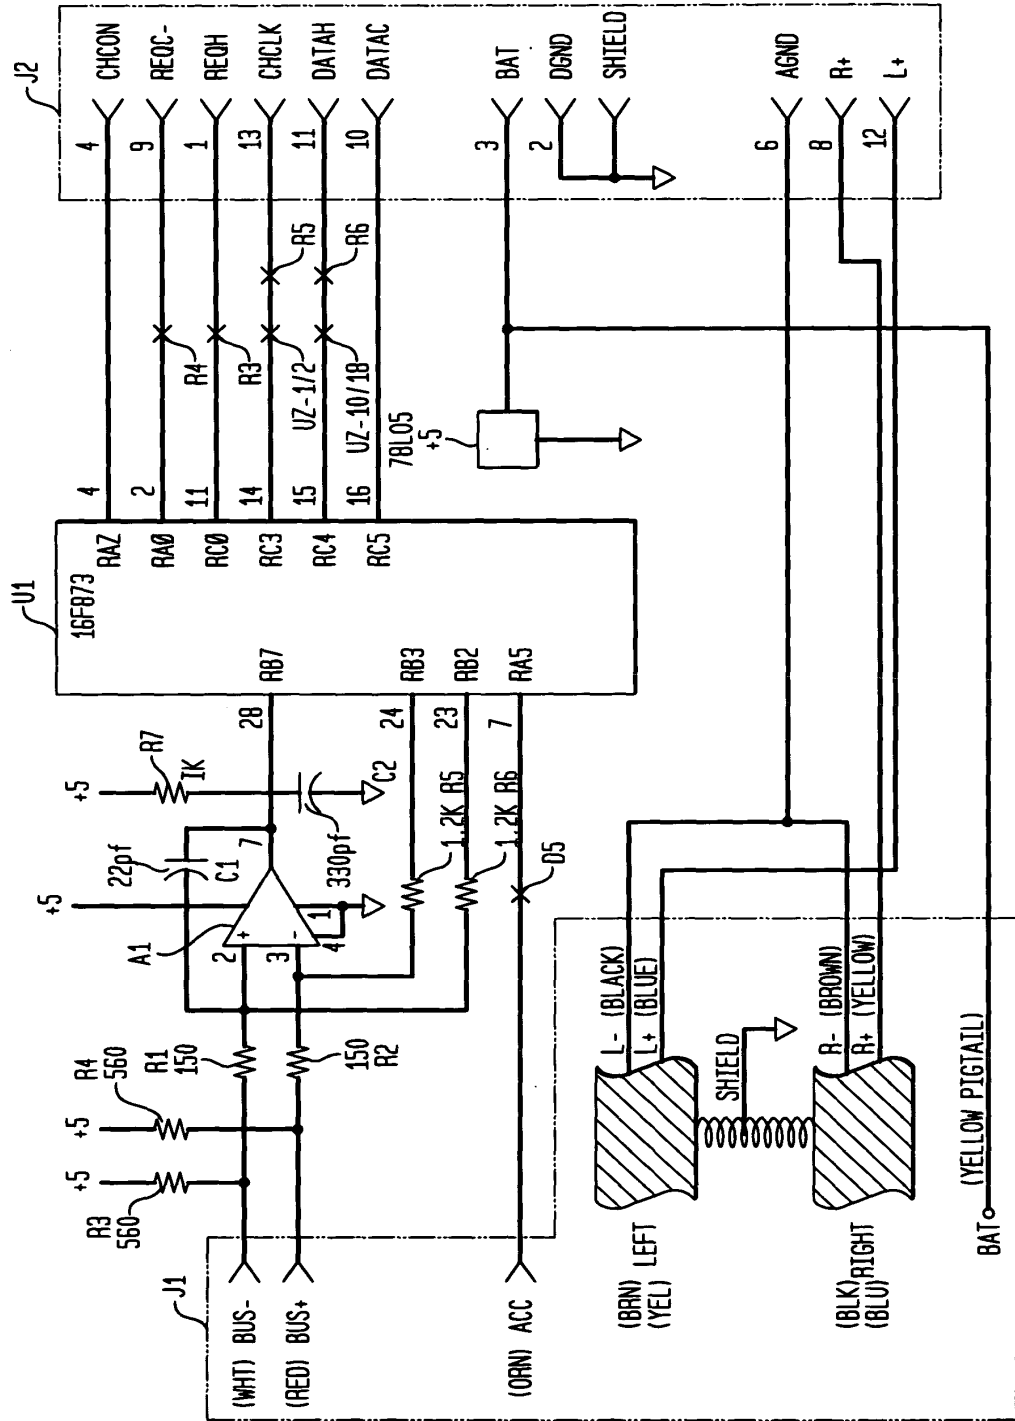 J2
4 CHCON
9 REQC-
1 REQH
13 CHCLK
11 DATAH
10 DATAC
3 BAT
2 DGND
SHIELD
6 AGND
8 R+
12 L+
R5
R6
R4
R3
UZ-1/2
UZ-10/18
78L05
+5
U1
16F873
4 RAZ
2 RA0
11 RC0
14 RC3
15 RC4
16 RC5
RB7 28
RB3 24
RB2 23
RA5 7
+5
R7
1K
C2
330pf
22pf
C1
+5
A1
2 +
3 -
7
1
4
1.2K R5
1.2K R6
D5
+5
R4
560
+5
R3
560
R1
150
150
R2
J1
(WHT) BUS-
(RED) BUS+
(ORN) ACC
L- (BLACK)
L+ (BLUE)
SHIELD
R- (BROWN)
R+ (YELLOW)
(BRN) LEFT
(YEL)
(BLK) RIGHT
(BLU)
BAT
(YELLOW PIGTAIL)